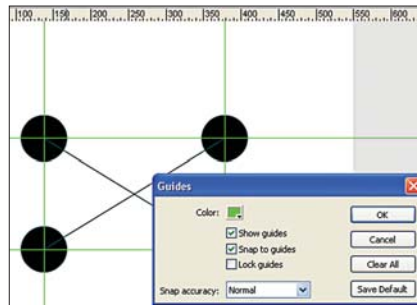 100 150 200 250 300 350 400 450 500 550 600 650
Guides
Color:
Show guides
Snap to guides
Lock guides
Snap accuracy: Normal
OK
Cancel
Clear All
Save Default